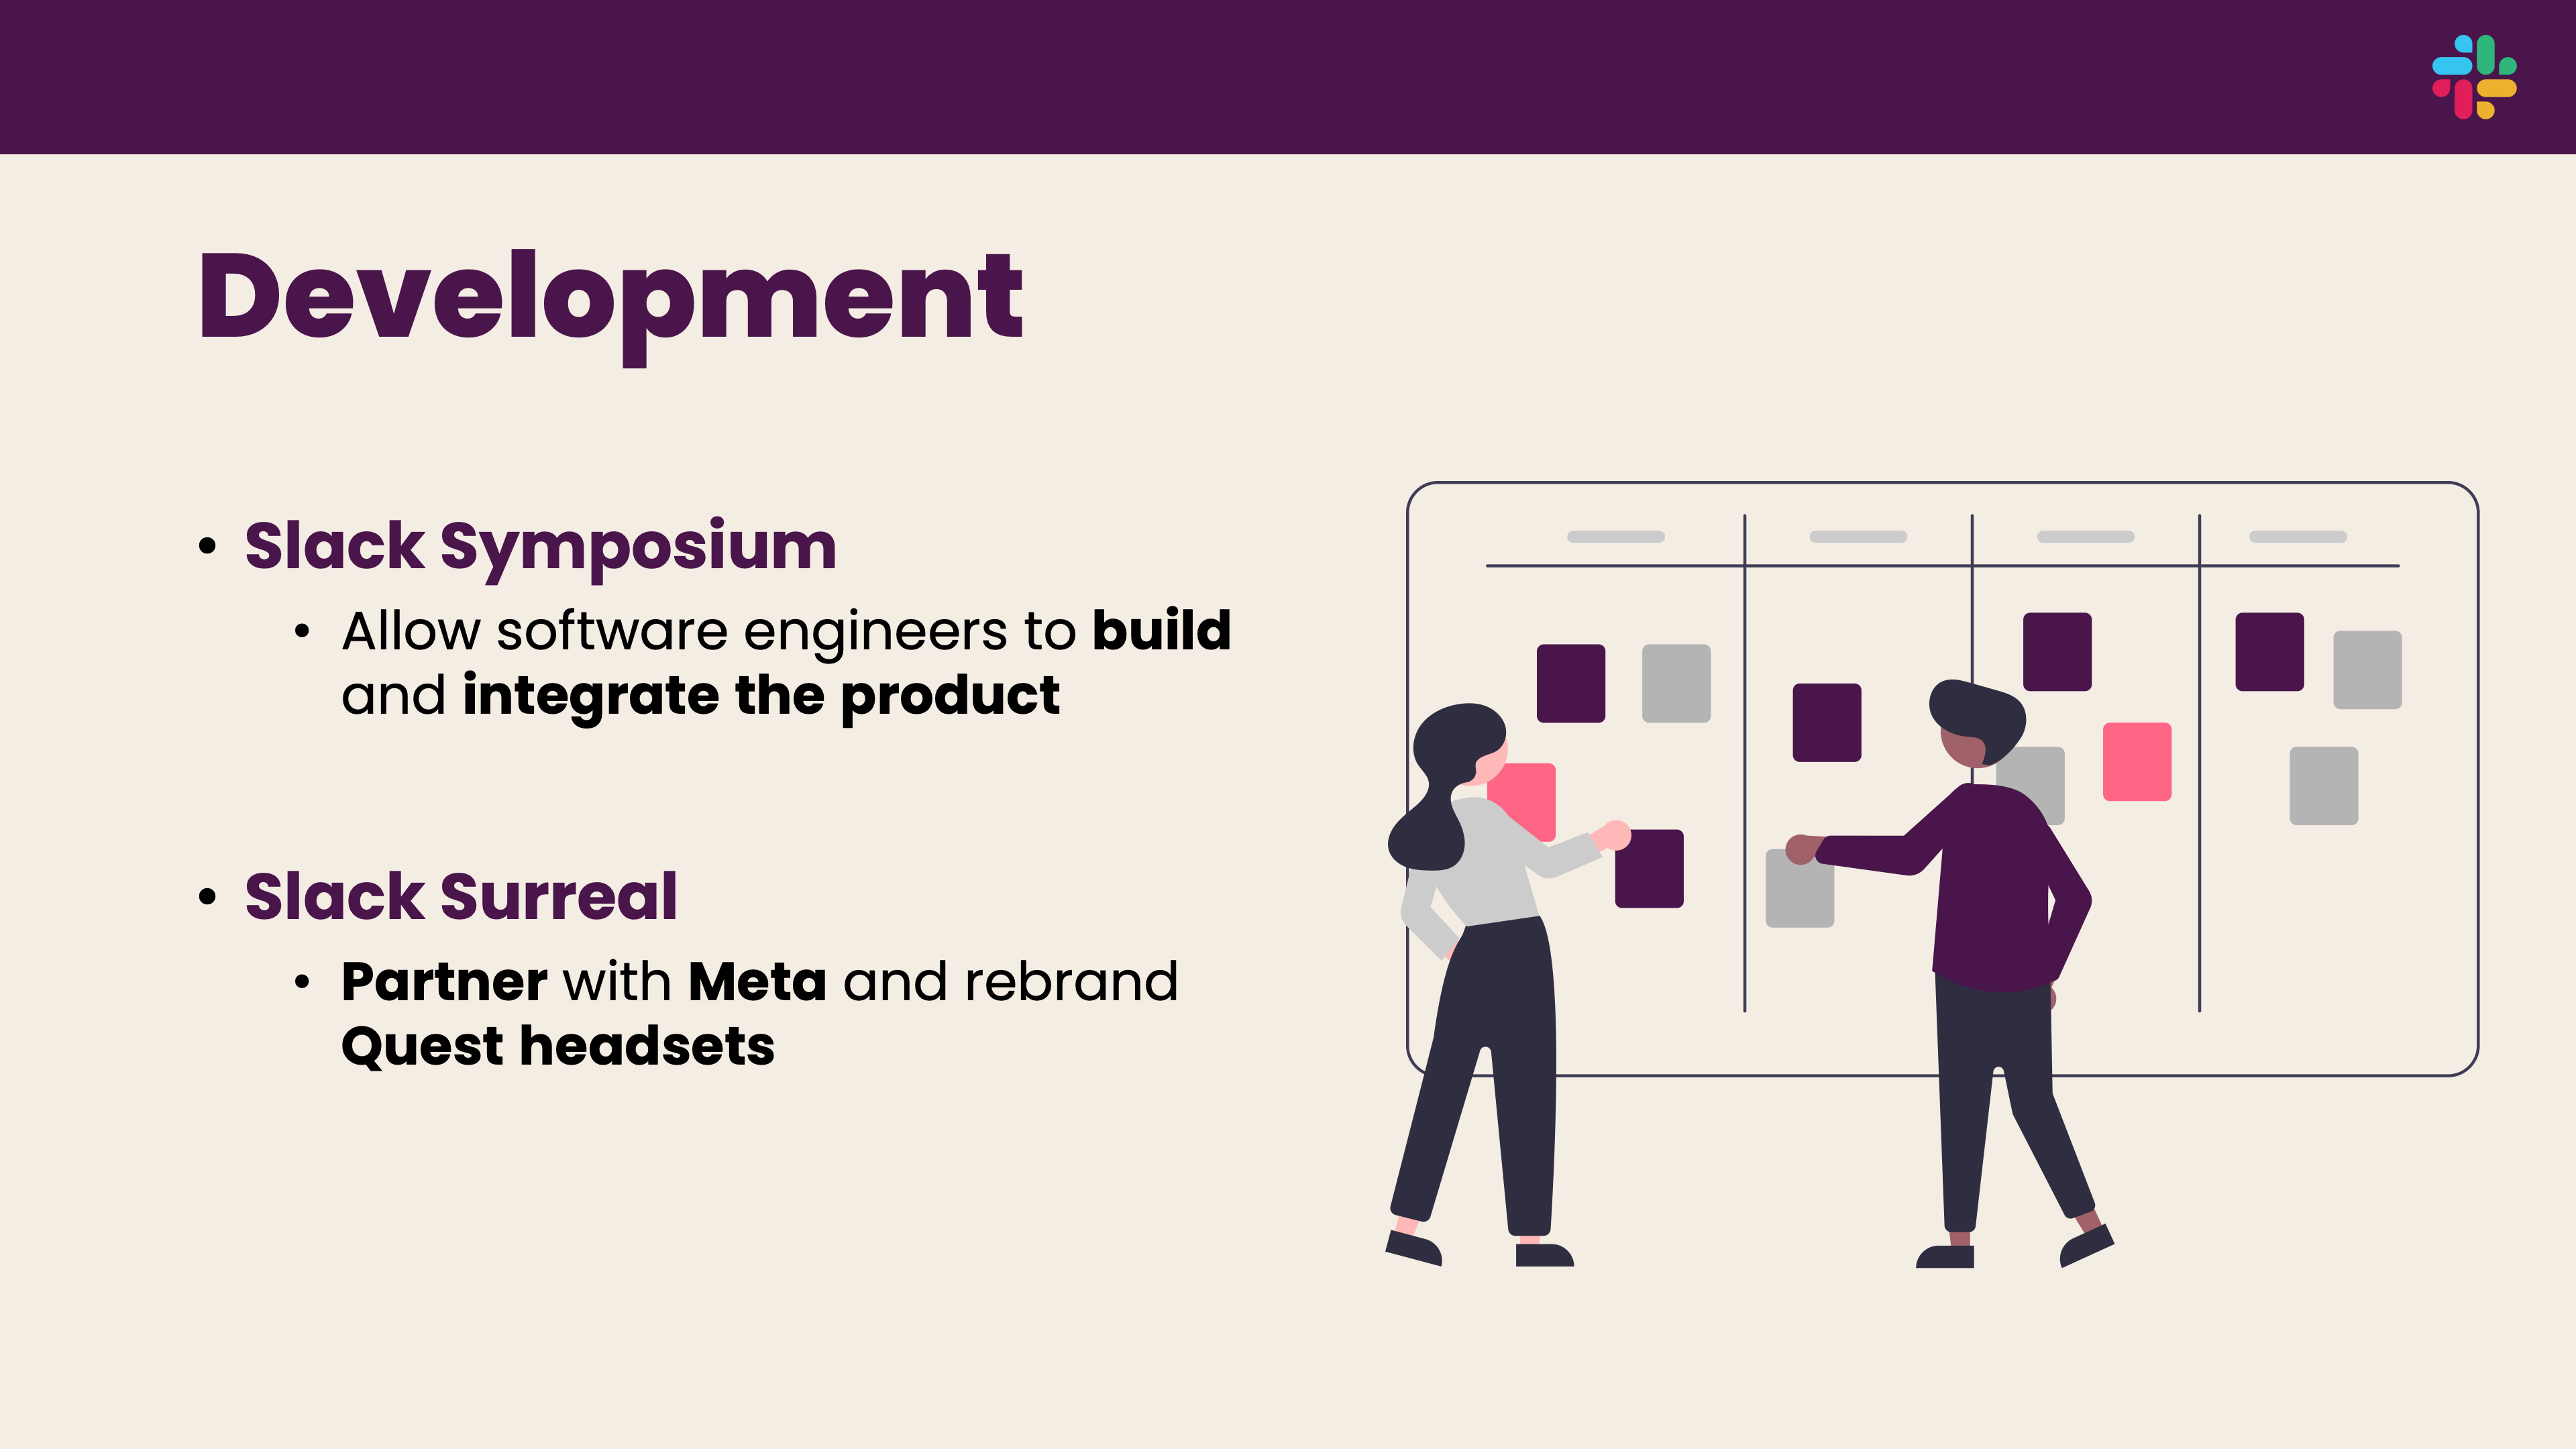 Development
• Slack Symposium
• Allow software engineers to build
and integrate the product
• Slack Surreal
• Partner with Meta and rebrand
Quest headsets